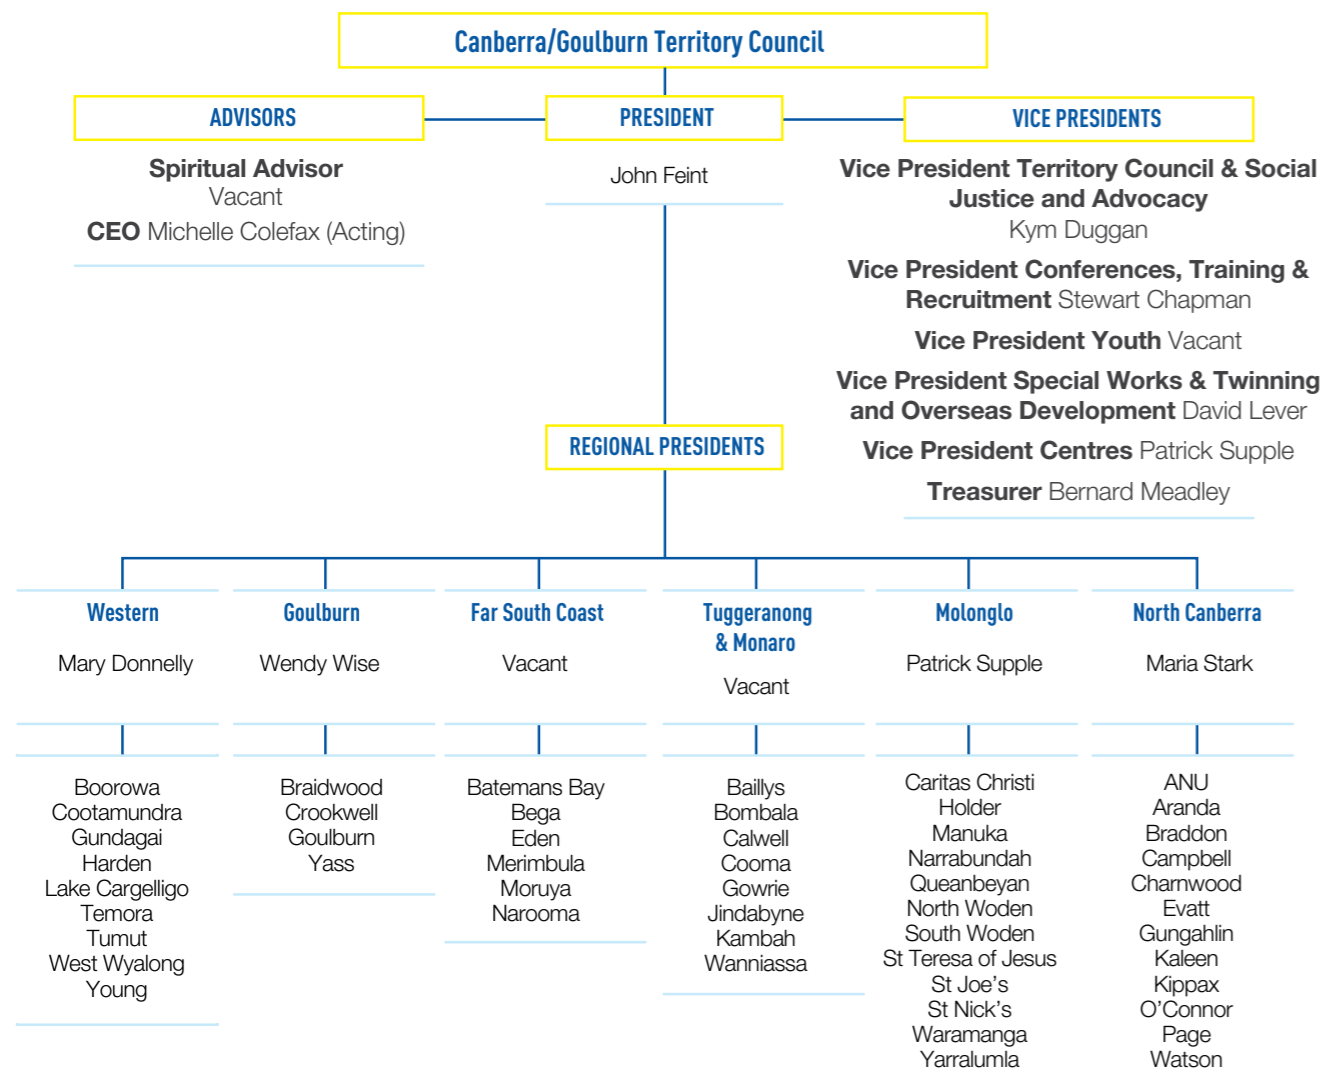 Canberra/Goulburn Territory Council
ADVISORS
Spiritual Advisor
Vacant
CEO Michelle Colefax (Acting)
PRESIDENT
John Feint
VICE PRESIDENTS
Vice President Territory Council & Social
Justice and Advocacy
Kym Duggan
Vice President Conferences, Training &
Recruitment Stewart Chapman
Vice President Youth Vacant
Vice President Special Works & Twinning
and Overseas Development David Lever
Vice President Centres Patrick Supple
Treasurer Bernard Meadley
REGIONAL PRESIDENTS
Western
Mary Donnelly
Boorowa
Cootamundra
Gundagai
Harden
Lake Cargelligo
Temora
Tumut
West Wyalong
Young
Goulburn
Wendy Wise
Braidwood
Crookwell
Goulburn
Yass
Far South Coast
Vacant
Batemans Bay
Bega
Eden
Merimbula
Moruya
Narooma
Tuggeranong
& Monaro
Vacant
Baillys
Bombala
Calwell
Cooma
Gowrie
Jindabyne
Kambah
Wanniassa
Molonglo
Patrick Supple
Caritas Christi
Holder
Manuka
Narrabundah
Queanbeyan
North Woden
South Woden
St Teresa of Jesus
St Joe's
St Nick's
Waramanga
Yarralumla
North Canberra
Maria Stark
ANU
Aranda
Braddon
Campbell
Charnwood
Evatt
Gungahlin
Kaleen
Kippax
O'Connor
Page
Watson